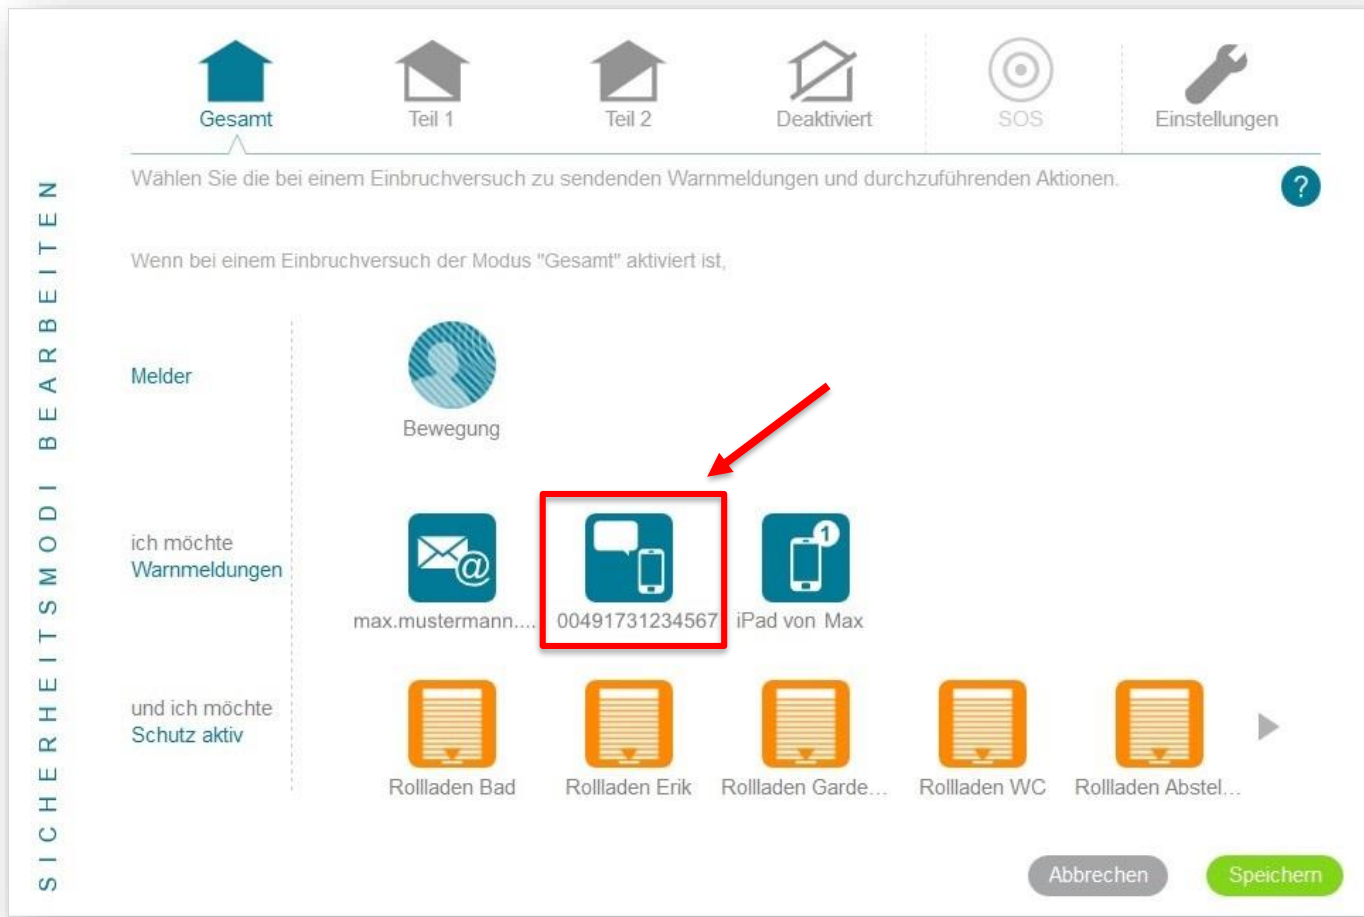 Gesamt
Teil 1
Teil 2
Deaktiviert
SOS
Einstellungen
SICHERHEITSMODI BEARBEITEN
Wählen Sie die bei einem Einbruchversuch zu sendenden Warnmeldungen und durchzuführenden Aktionen.
?
Wenn bei einem Einbruchversuch der Modus "Gesamt" aktiviert ist,
Melder
Bewegung
ich möchte
Warnmeldungen
@
1
max.mustermann....
00491731234567
iPad von Max
und ich möchte
Schutz aktiv
Rollladen Bad
Rollladen Erik
Rollladen Garde...
Rollladen WC
Rollladen Abstel...
Abbrechen
Speichern